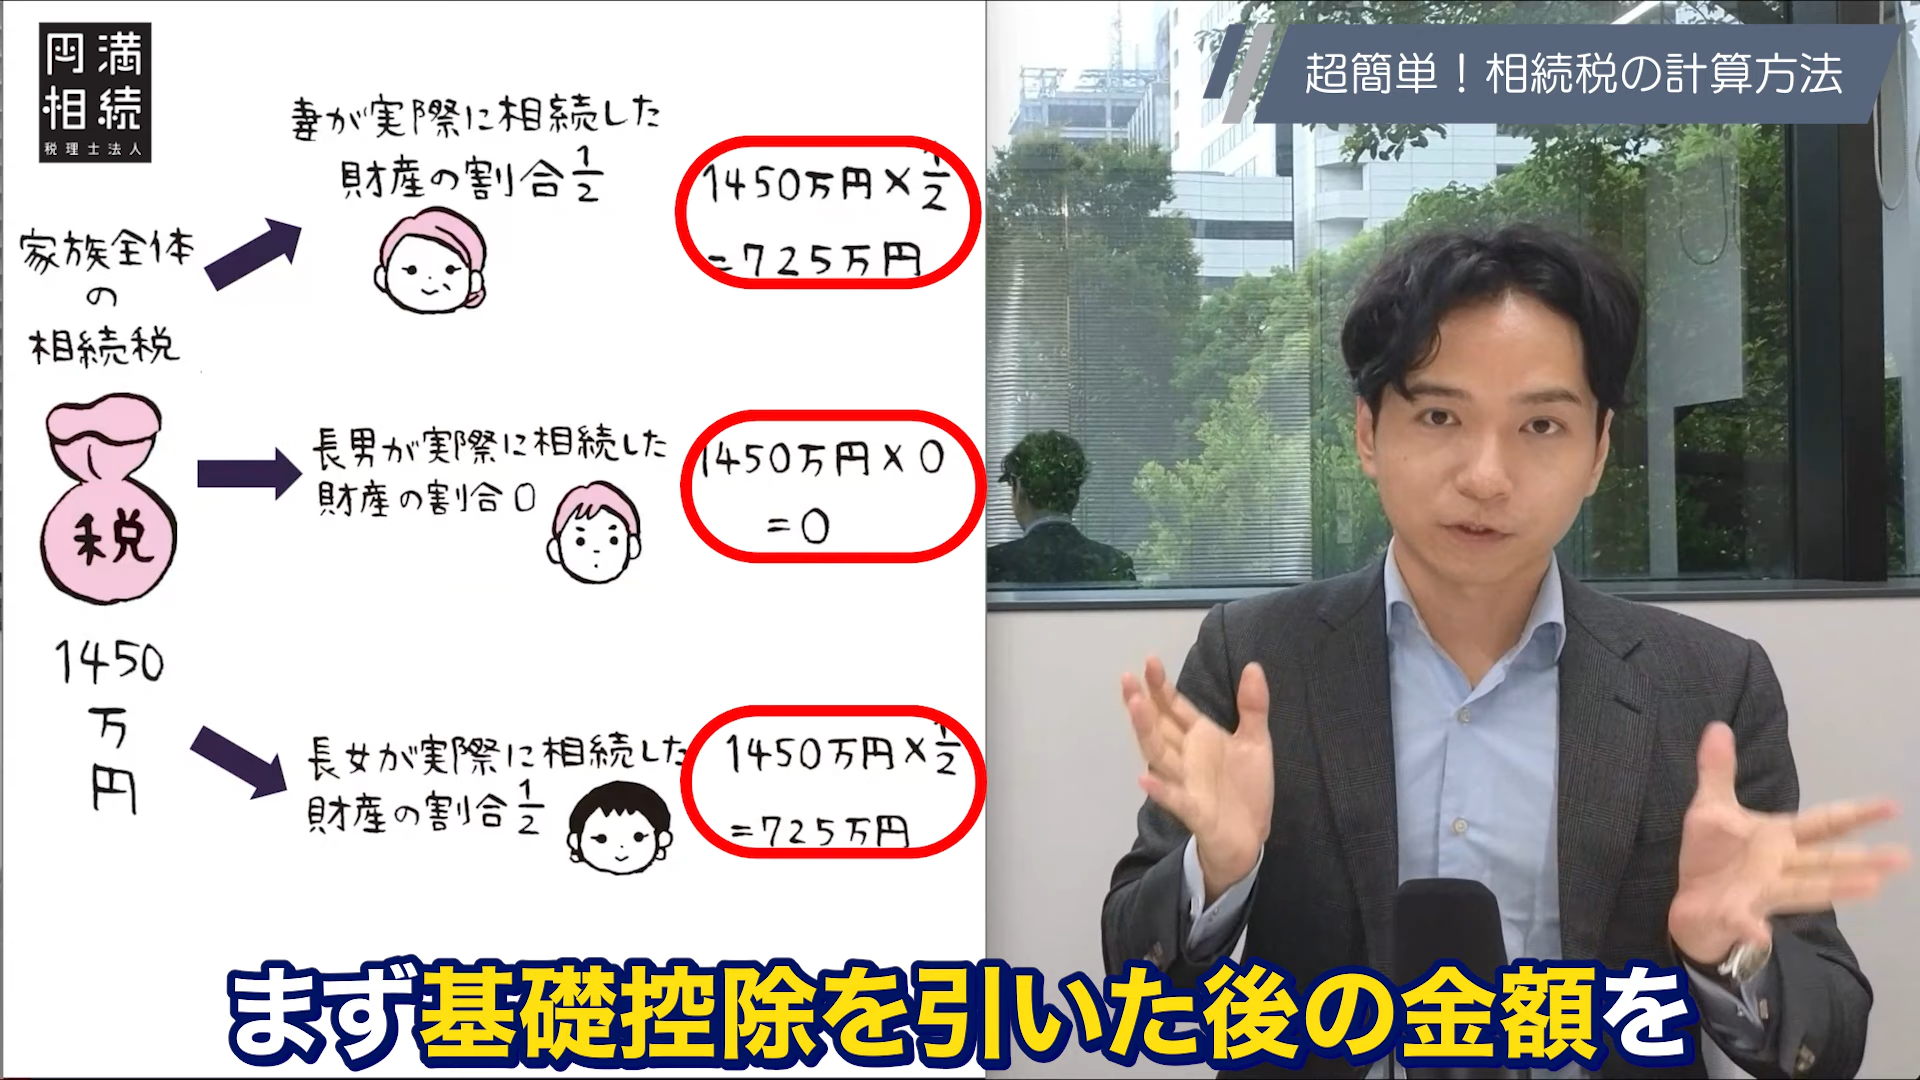 円満
相続
税理士法人
超簡単！相続税の計算方法
家族全体
の
相続税
税
1450
万
円
妻が実際に相続した
財産の割合1/2
1450万円×1/2
=725万円
長男が実際に相続した
財産の割合0
1450万円×0
=0
長女が実際に相続した
財産の割合1/2
1450万円×1/2
=725万円
まず基礎控除を引いた後の金額を